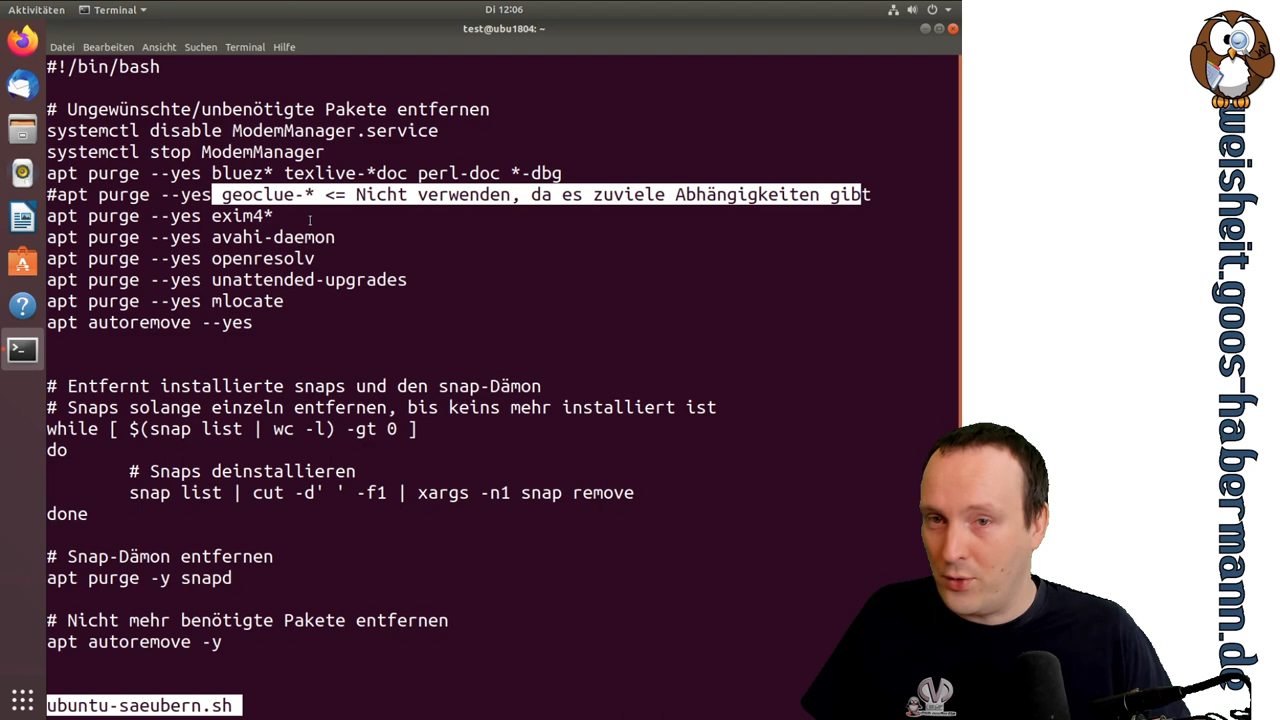 Aktivitäten
Terminal
Di 12:06
test@ubu1804: ~
Datei Bearbeiten Ansicht Suchen Terminal Hilfe
#!/bin/bash
# Ungewünschte/unbenötigte Pakete entfernen
systemctl disable ModemManager.service
systemctl stop ModemManager
apt purge --yes bluez* texlive-*doc perl-doc *-dbg
#apt purge --yes geoclue-* <= Nicht verwenden, da es zuviele Abhängigkeiten gibt
apt purge --yes exim4*
apt purge --yes avahi-daemon
apt purge --yes openresolv
apt purge --yes unattended-upgrades
apt purge --yes mlocate
apt autoremove --yes
# Entfernt installierte snaps und den snap-Dämon
# Snaps solange einzeln entfernen, bis keins mehr installiert ist
while [ $(snap list | wc -l) -gt 0 ]
do
# Snaps deinstallieren
snap list | cut -d' ' -f1 | xargs -n1 snap remove
done
# Snap-Dämon entfernen
apt purge -y snapd
# Nicht mehr benötigte Pakete entfernen
apt autoremove -y
ubuntu-saeubern.sh
weisheit.goos-habermann.de